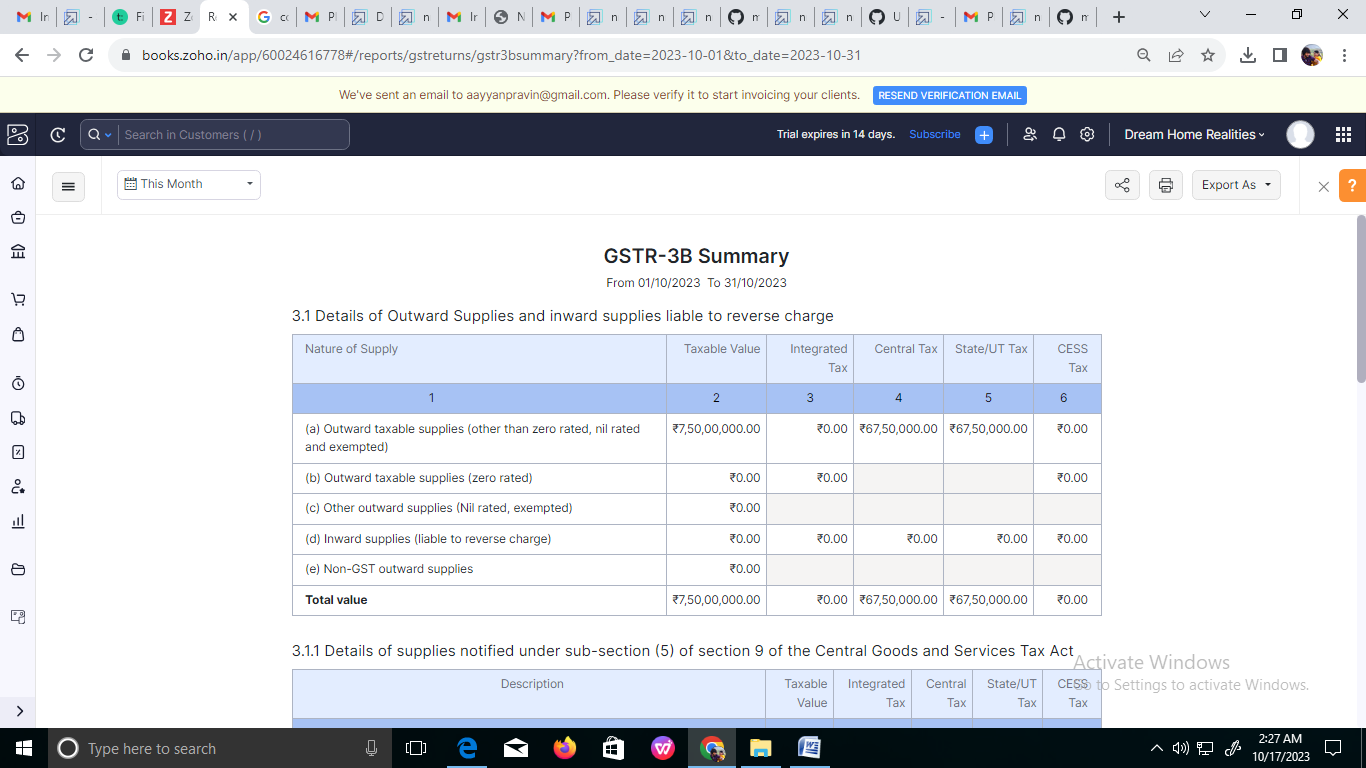 In
-
Fi
Z
Zo
Re
G
co
M
Pl
D
n
In
N
P
n
n
n
m
n
n
U
-
P
n
m
books.zoho.in/app/60024616778#/reports/gstreturns/gstr3bsummary?from_date=2023-10-01&to_date=2023-10-31
We've sent an email to aayyanpravin@gmail.com. Please verify it to start invoicing your clients. RESEND VERIFICATION EMAIL
Search in Customers ( / )
Trial expires in 14 days. Subscribe
Dream Home Realities
This Month
Export As
?
GSTR-3B Summary
From 01/10/2023 To 31/10/2023
3.1 Details of Outward Supplies and inward supplies liable to reverse charge
Nature of Supply Taxable Value Integrated Tax Central Tax State/UT Tax CESS Tax
1 2 3 4 5 6
(a) Outward taxable supplies (other than zero rated, nil rated and exempted) ₹7,50,00,000.00 ₹0.00 ₹67,50,000.00 ₹67,50,000.00 ₹0.00
(b) Outward taxable supplies (zero rated) ₹0.00 ₹0.00 ₹0.00
(c) Other outward supplies (Nil rated, exempted) ₹0.00
(d) Inward supplies (liable to reverse charge) ₹0.00 ₹0.00 ₹0.00 ₹0.00 ₹0.00
(e) Non-GST outward supplies ₹0.00
Total value ₹7,50,00,000.00 ₹0.00 ₹67,50,000.00 ₹67,50,000.00 ₹0.00
3.1.1 Details of supplies notified under sub-section (5) of section 9 of the Central Goods and Services Tax Act
Description Taxable Value Integrated Tax Central Tax State/UT Tax CESS Tax
Activate Windows
Go to Settings to activate Windows.
Type here to search
2:27 AM
10/17/2023